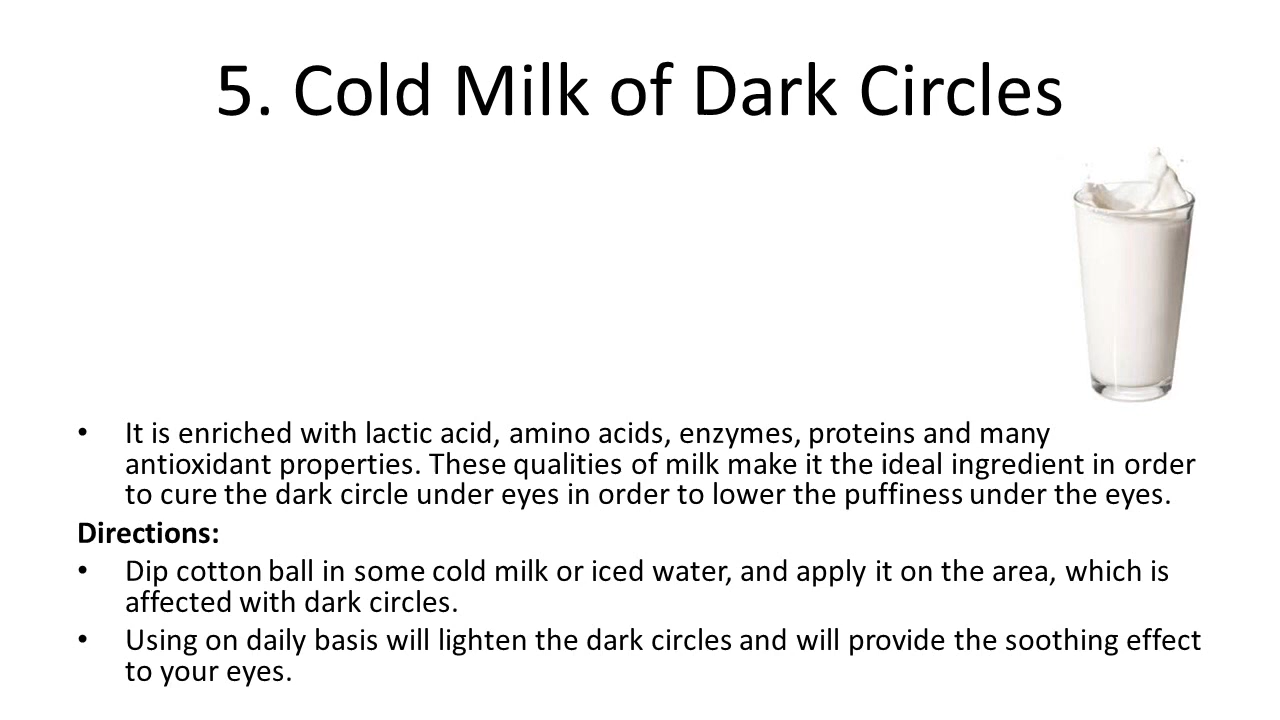 5. Cold Milk of Dark Circles
• It is enriched with lactic acid, amino acids, enzymes, proteins and many
antioxidant properties. These qualities of milk make it the ideal ingredient in order
to cure the dark circle under eyes in order to lower the puffiness under the eyes.
Directions:
• Dip cotton ball in some cold milk or iced water, and apply it on the area, which is
affected with dark circles.
• Using on daily basis will lighten the dark circles and will provide the soothing effect
to your eyes.